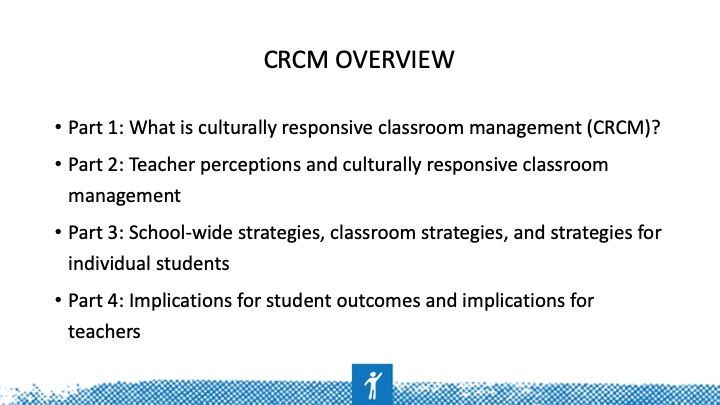 CRCM OVERVIEW
• Part 1: What is culturally responsive classroom management (CRCM)?
• Part 2: Teacher perceptions and culturally responsive classroom
management
• Part 3: School-wide strategies, classroom strategies, and strategies for
individual students
• Part 4: Implications for student outcomes and implications for
teachers